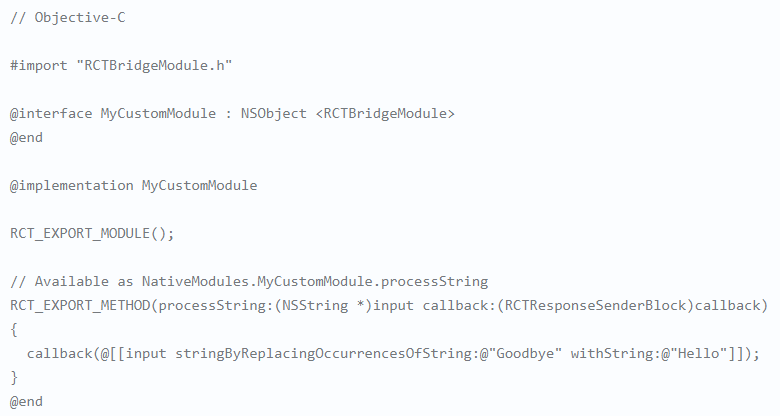 // Objective-C
#import "RCTBridgeModule.h"
@interface MyCustomModule : NSObject <RCTBridgeModule>
@end
@implementation MyCustomModule
RCT_EXPORT_MODULE();
// Available as NativeModules.MyCustomModule.processString
RCT_EXPORT_METHOD(processString:(NSString *)input callback:(RCTResponseSenderBlock)callback)
{
  callback(@[[input stringByReplacingOccurrencesOfString:@"Goodbye" withString:@"Hello"]]);
}
@end